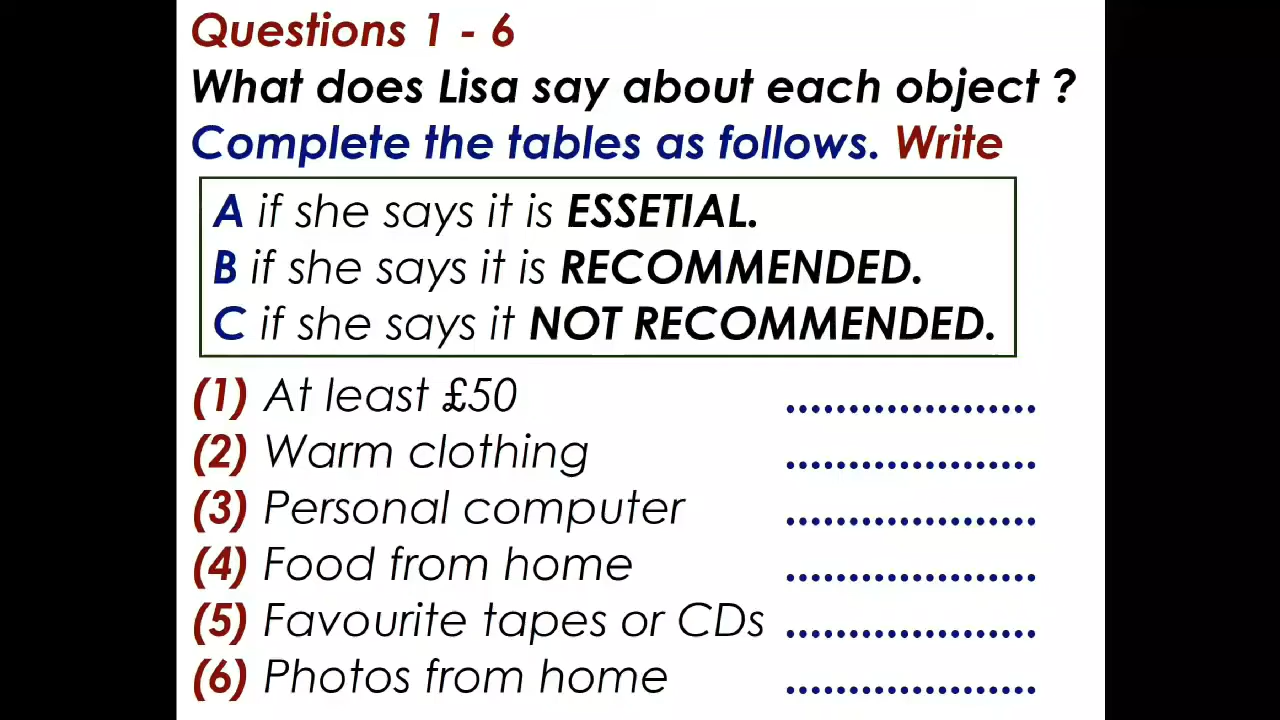 Questions 1 - 6
What does Lisa say about each object ?
Complete the tables as follows. Write
A if she says it is ESSETIAL.
B if she says it is RECOMMENDED.
C if she says it NOT RECOMMENDED.
(1) At least £50 ....................
(2) Warm clothing ....................
(3) Personal computer ....................
(4) Food from home ....................
(5) Favourite tapes or CDs ....................
(6) Photos from home ....................